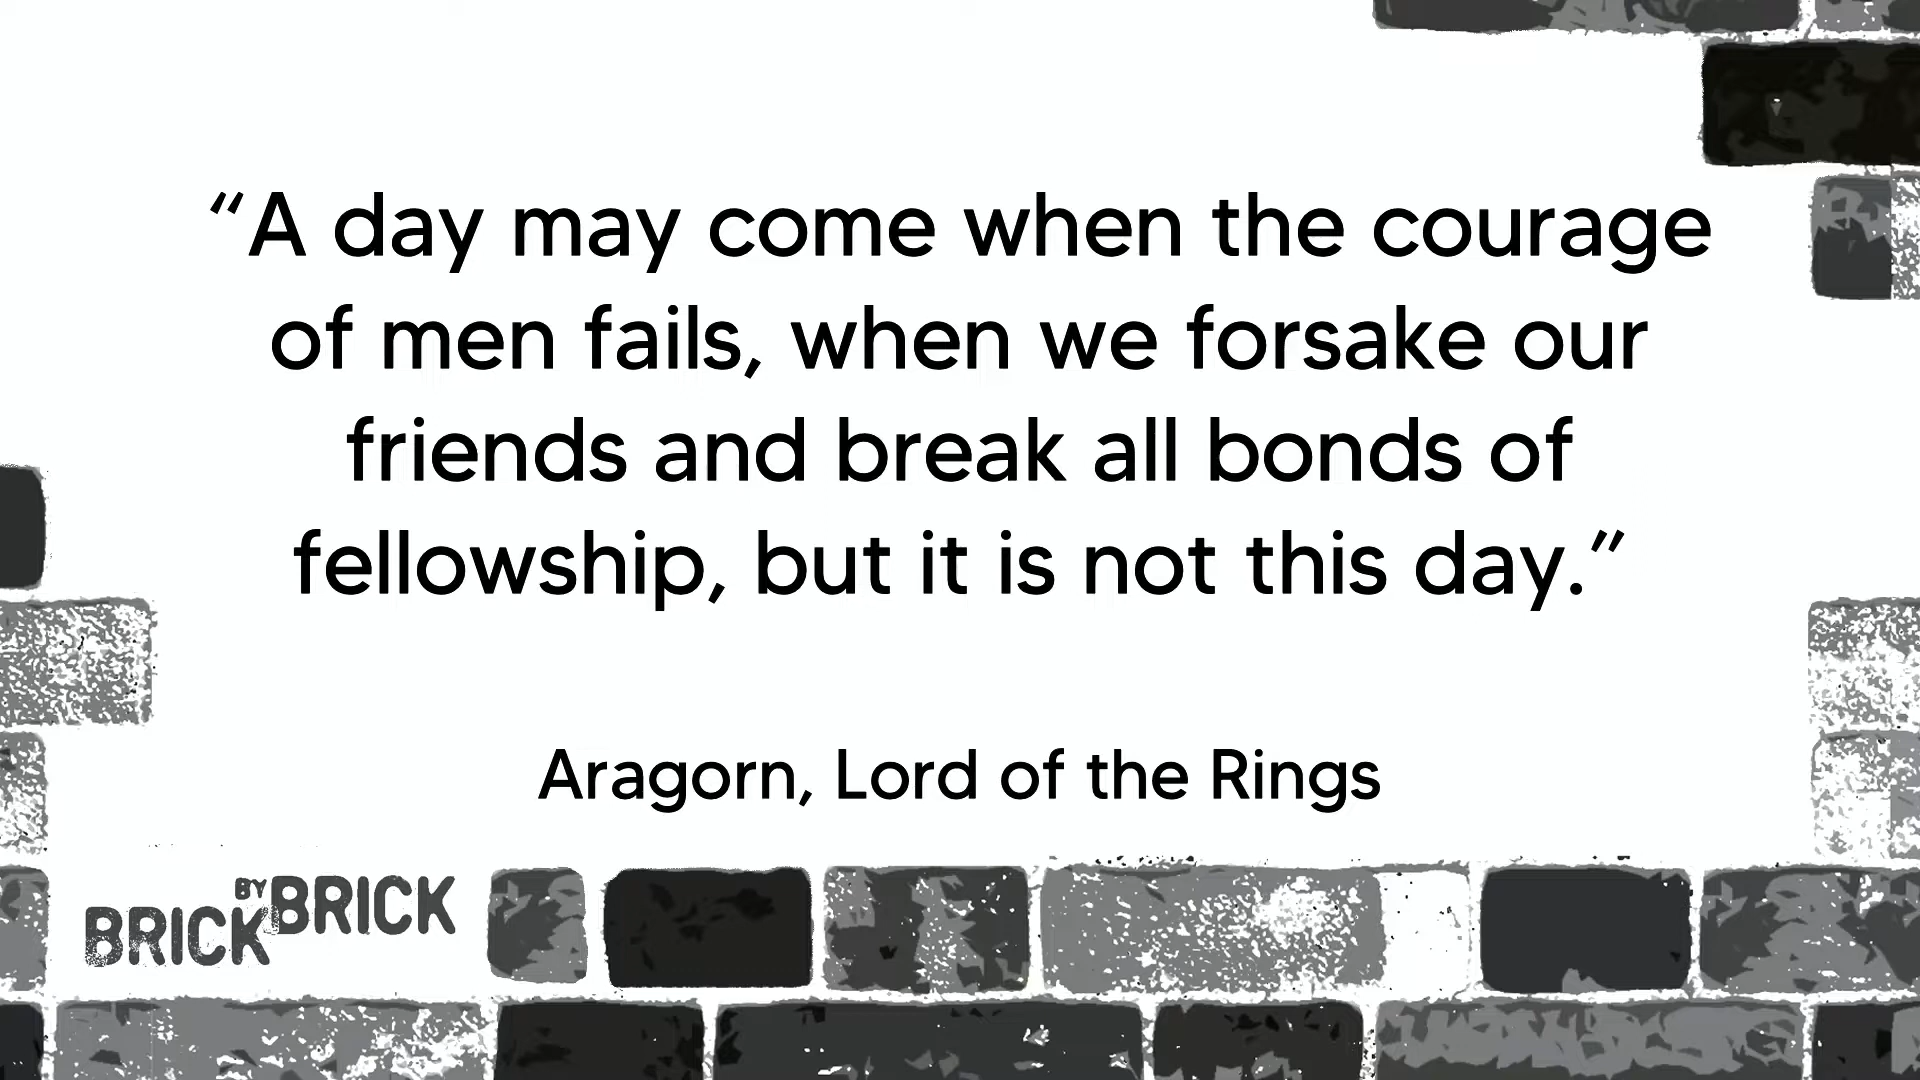 “A day may come when the courage
of men fails, when we forsake our
friends and break all bonds of
fellowship, but it is not this day.”
Aragorn, Lord of the Rings
BRICK BY BRICK